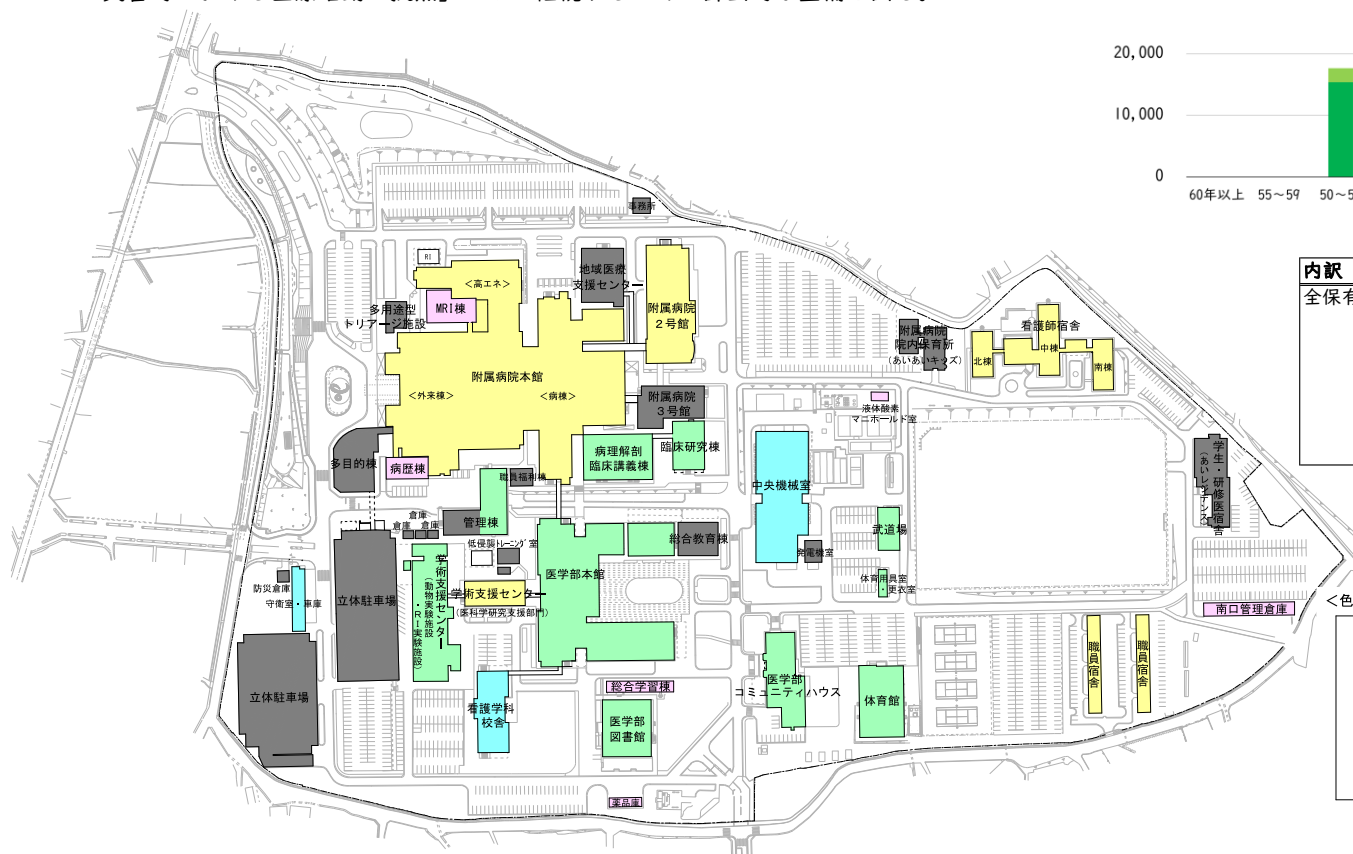 20,000
10,000
0
60年以上 55～59
内訳
全保有
事務所
RI
地域医療
支援センター
附属病院
2号館
<高エネ>
MRI棟
多用途型
トリアージ施設
附属病院本館
<外来棟>
<病棟>
附属病院
3号館
附属病院
院内保育所
(あいあいキッズ)
看護師宿舎
北棟
中棟
南棟
液体酸素
マニホールド室
多目的棟
病歴棟
職員福利棟
病理解剖
臨床講義棟
臨床研究棟
中央機械室
学生・研修医宿舎
(あいレジデンス)
倉庫
倉庫
倉庫
管理棟
低侵襲トレーニング室
総合教育棟
武道場
発電機室
医学部本館
学術支援センター
(動物実験施設・RI実験施設)
学術支援センター
(医科学研究支援部門)
体育用具室
・更衣室
防災倉庫
守衛室・車庫
立体駐車場
立体駐車場
南口管理倉庫
<色
看護学科
校舎
総合学習棟
医学部
図書館
医学部
コミュニティハウス
体育館
職員宿舎
職員宿舎
薬品庫